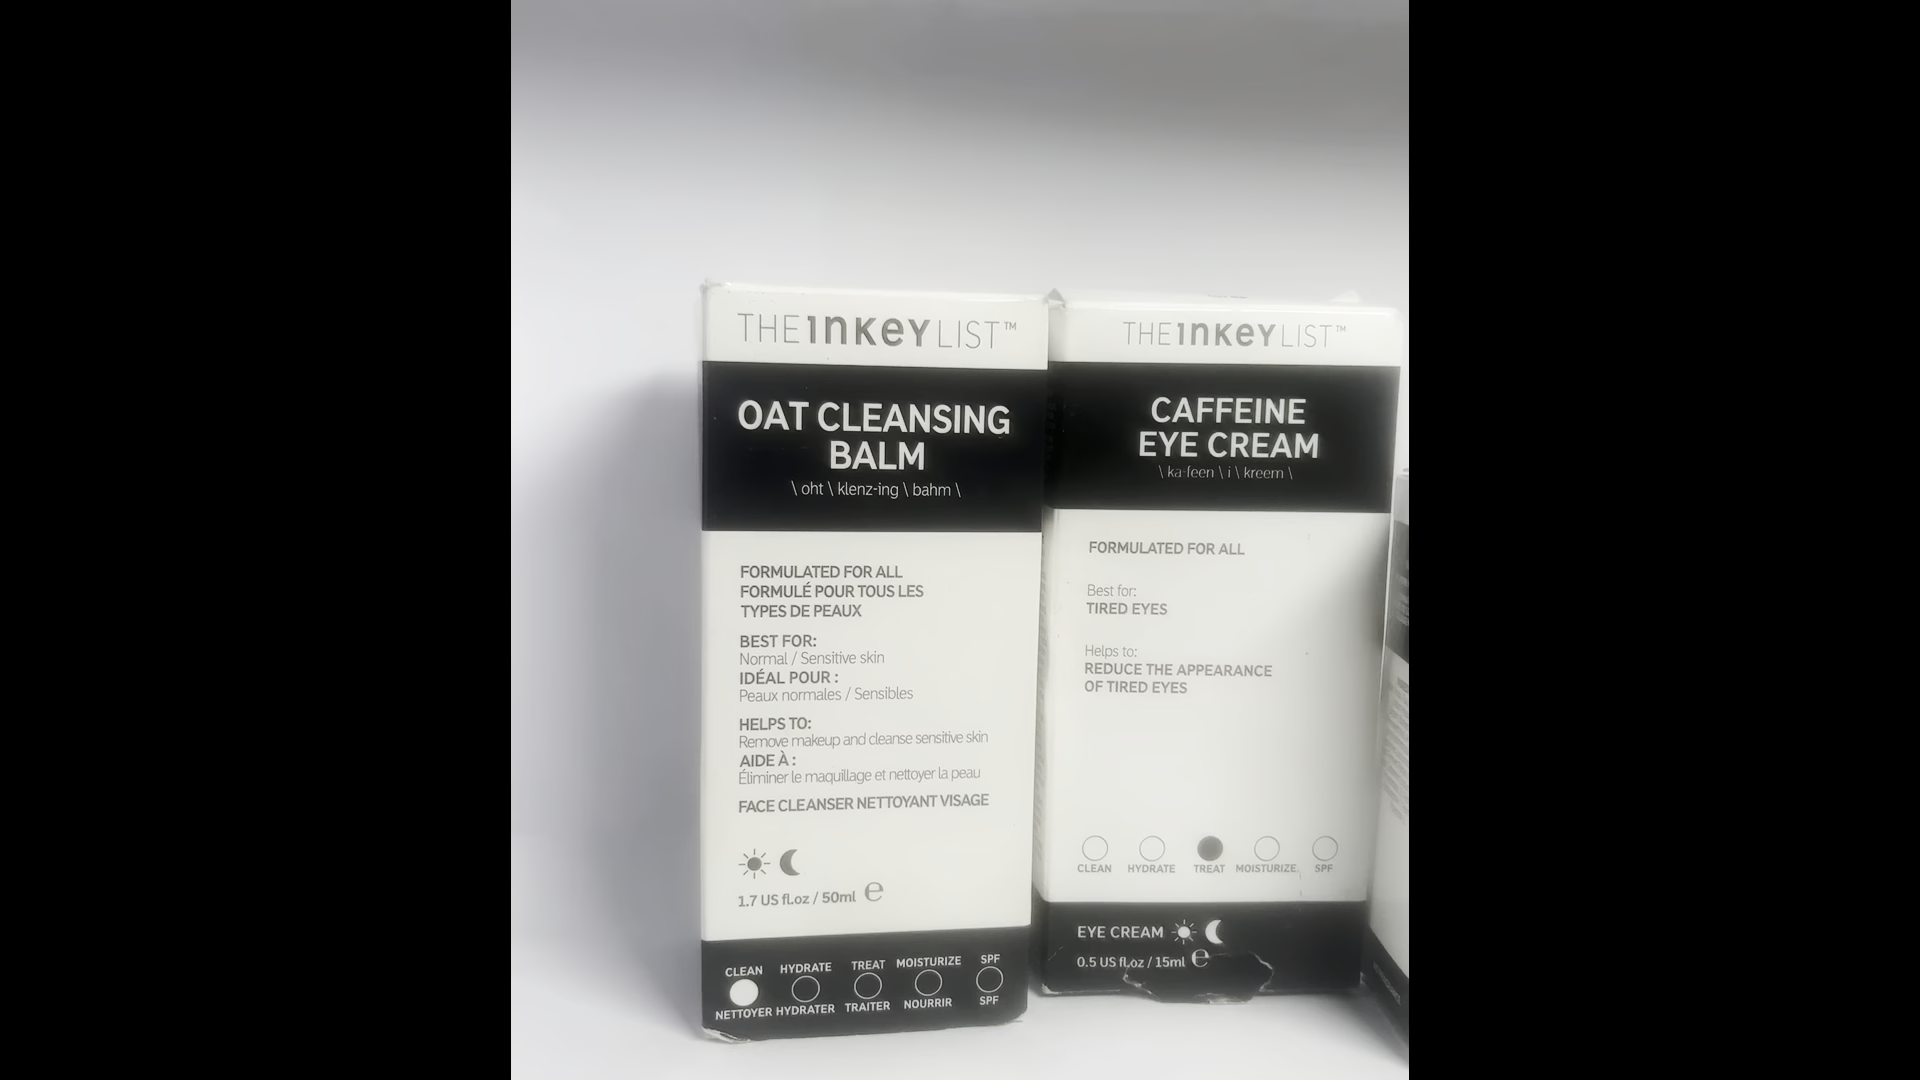 THE INKEY LIST™
OAT CLEANSING
BALM
\ oht \ klenz-ing \ bahm \
FORMULATED FOR ALL
FORMULÉ POUR TOUS LES
TYPES DE PEAUX
BEST FOR:
Normal / Sensitive skin
IDÉAL POUR :
Peaux normales / Sensibles
HELPS TO:
Remove makeup and cleanse sensitive skin
AIDE À :
Éliminer le maquillage et nettoyer la peau
FACE CLEANSER NETTOYANT VISAGE
1.7 US fl.oz / 50ml e
CLEAN HYDRATE TREAT MOISTURIZE SPF
NETTOYER HYDRATER TRAITER NOURRIR SPF
THE INKEY LIST™
CAFFEINE
EYE CREAM
\ ka-feen \ i \ kreem \
FORMULATED FOR ALL
Best for:
TIRED EYES
Helps to:
REDUCE THE APPEARANCE
OF TIRED EYES
CLEAN HYDRATE TREAT MOISTURIZE SPF
EYE CREAM
0.5 US fl.oz / 15ml e